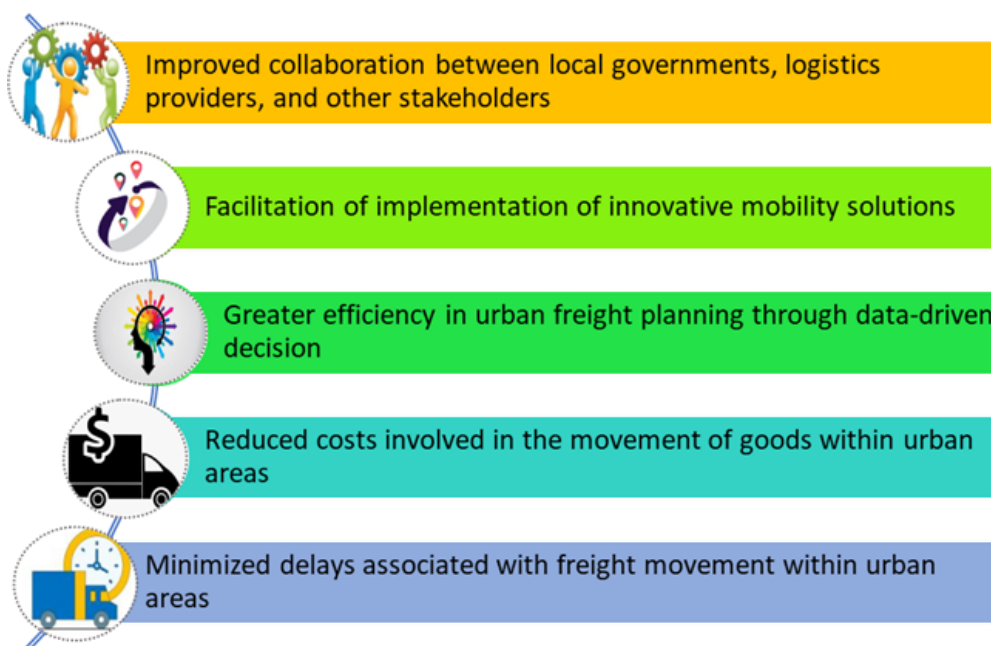 Improved collaboration between local governments, logistics
providers, and other stakeholders
Facilitation of implementation of innovative mobility solutions
Greater efficiency in urban freight planning through data-driven
decision
$
Reduced costs involved in the movement of goods within urban
areas
Minimized delays associated with freight movement within urban
areas